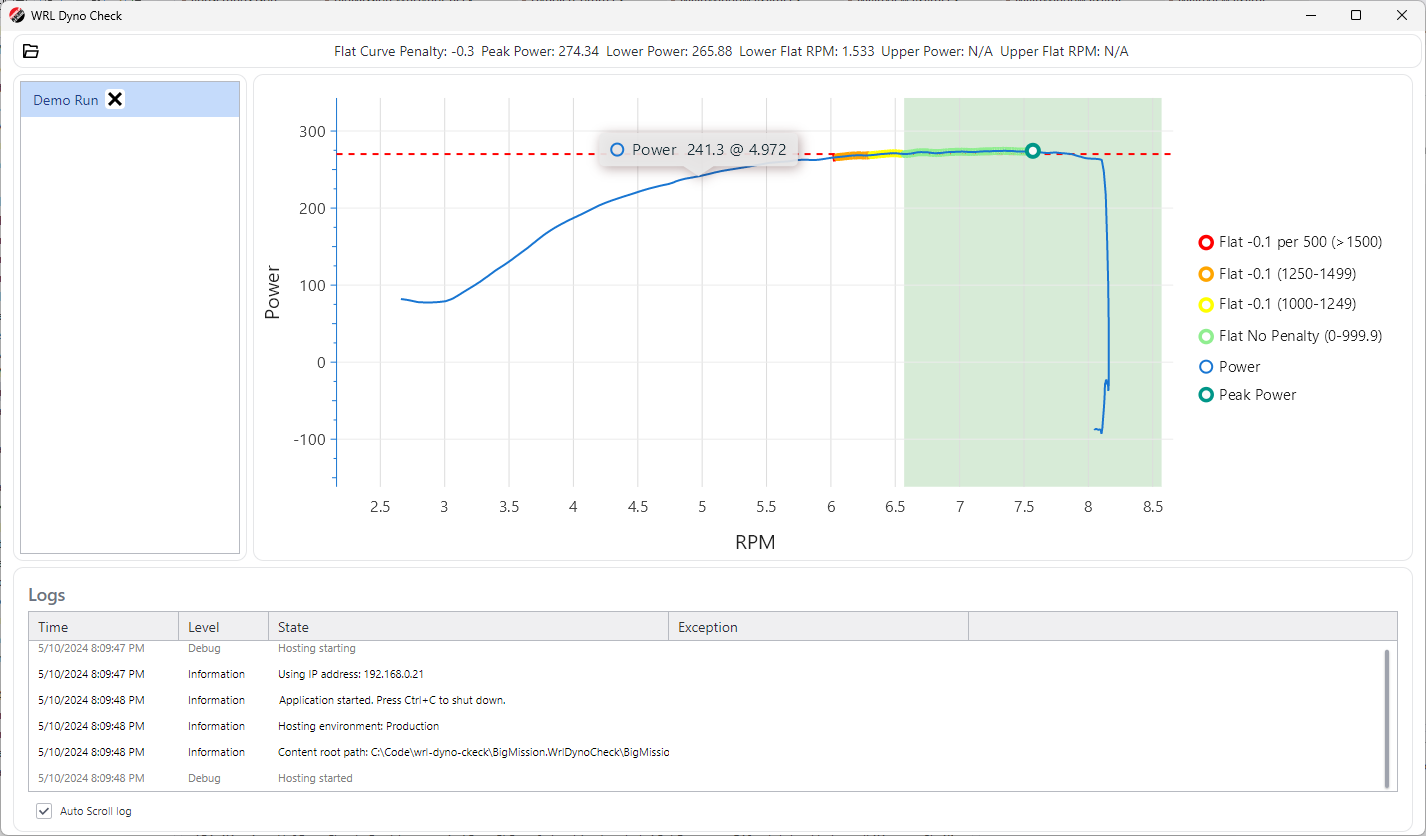 WRL Dyno Check
Flat Curve Penalty: -0.3 Peak Power: 274.34 Lower Power: 265.88 Lower Flat RPM: 1.533 Upper Power: N/A Upper Flat RPM: N/A
Demo Run
Power 241.3 @ 4.972
300
200
100
0
-100
Power
2.5 3 3.5 4 4.5 5 5.5 6 6.5 7 7.5 8 8.5
RPM
Flat -0.1 per 500 (>1500)
Flat -0.1 (1250-1499)
Flat -0.1 (1000-1249)
Flat No Penalty (0-999.9)
Power
Peak Power
Logs
Time Level State Exception
5/10/2024 8:09:47 PM Debug Hosting starting
5/10/2024 8:09:47 PM Information Using IP address: 192.168.0.21
5/10/2024 8:09:48 PM Information Application started. Press Ctrl+C to shut down.
5/10/2024 8:09:48 PM Information Hosting environment: Production
5/10/2024 8:09:48 PM Information Content root path: C:\Code\wrl-dyno-ckeck\BigMission.WrlDynoCheck\BigMissio
5/10/2024 8:09:48 PM Debug Hosting started
Auto Scroll log